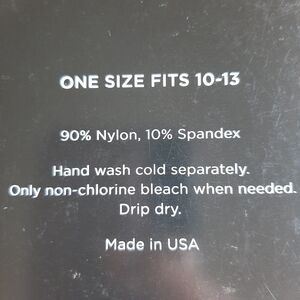 ONE SIZE FITS 10-13
90% Nylon, 10% Spandex
Hand wash cold separately.
Only non-chlorine bleach when needed.
Drip dry.
Made in USA